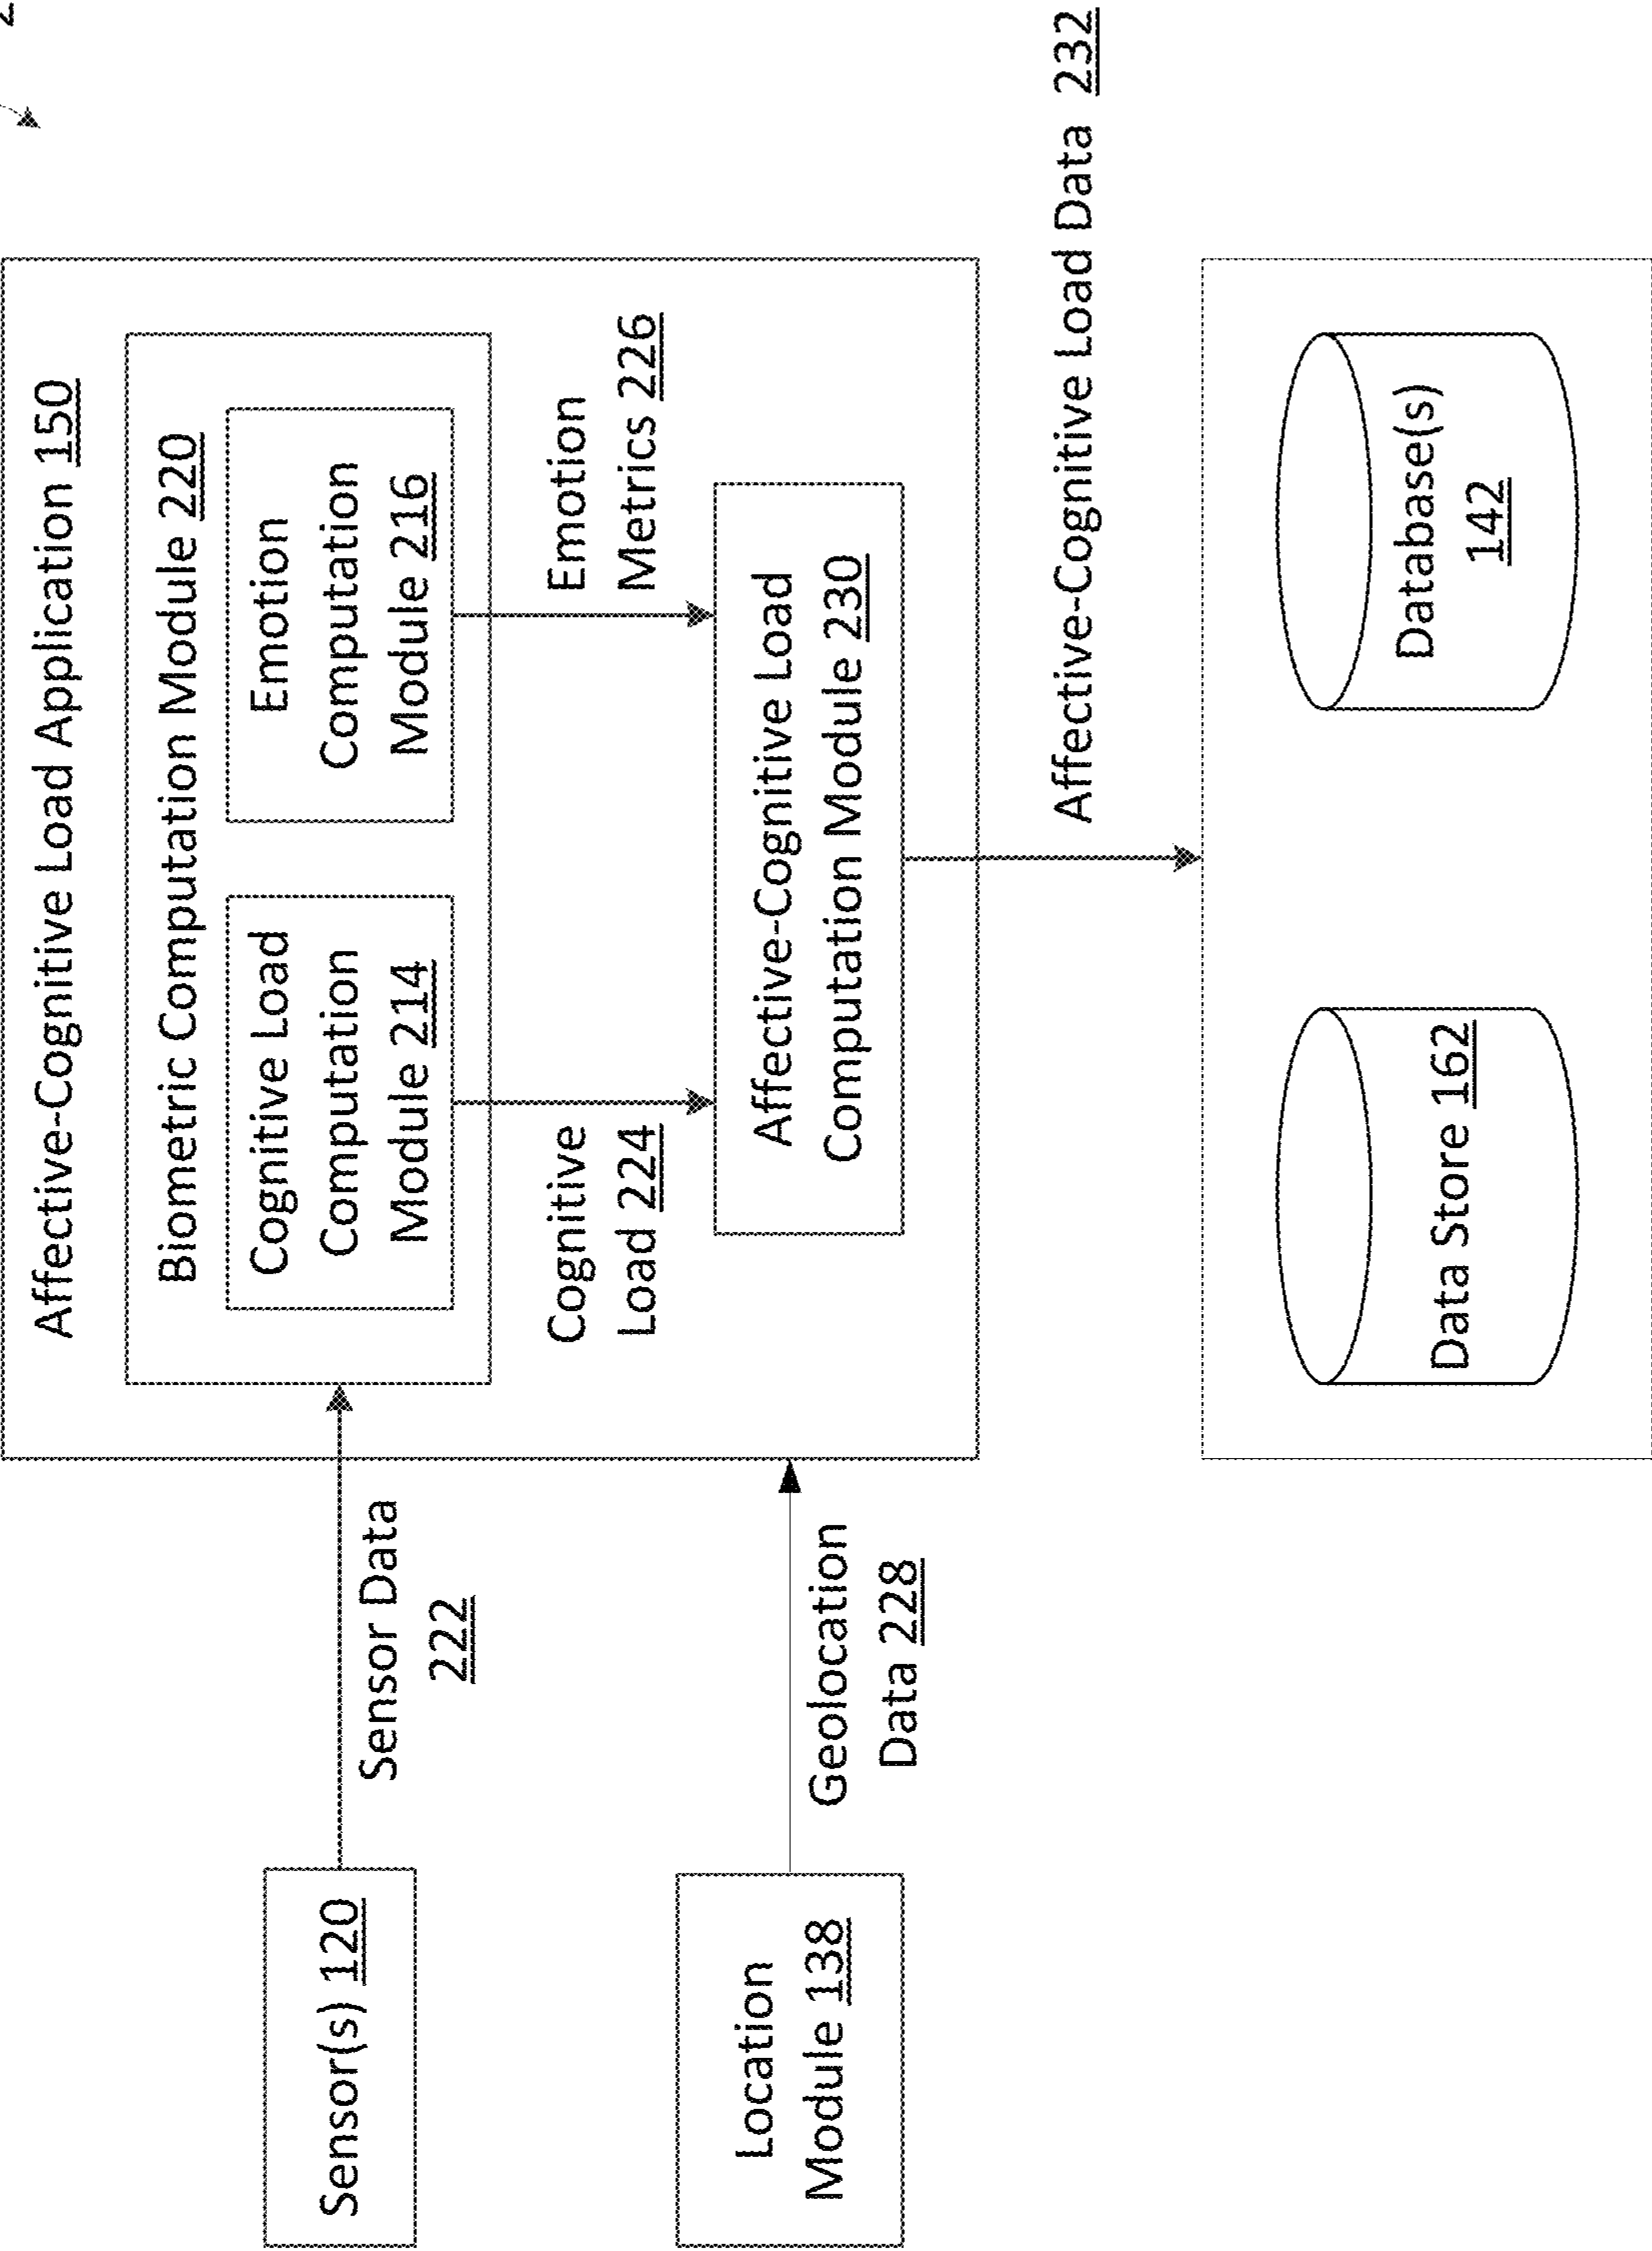 Affective-Cognitive Load Application 150
Biometric Computation Module 220
Cognitive Load
Computation
Module 214
Emotion
Computation
Module 216
Sensor(s) 120
Sensor Data
222
Cognitive
Load 224
Emotion
Metrics 226
Location
Module 138
Geolocation
Data 228
Affective-Cognitive Load
Computation Module 230
Affective-Cognitive Load Data 232
Data Store 162
Database(s)
142